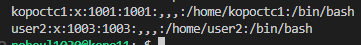 kopoctc1:x:1001:1001:,,,:/home/kopoctc1:/bin/bash
user2:x:1003:1003:,,,:/home/user2:/bin/bash